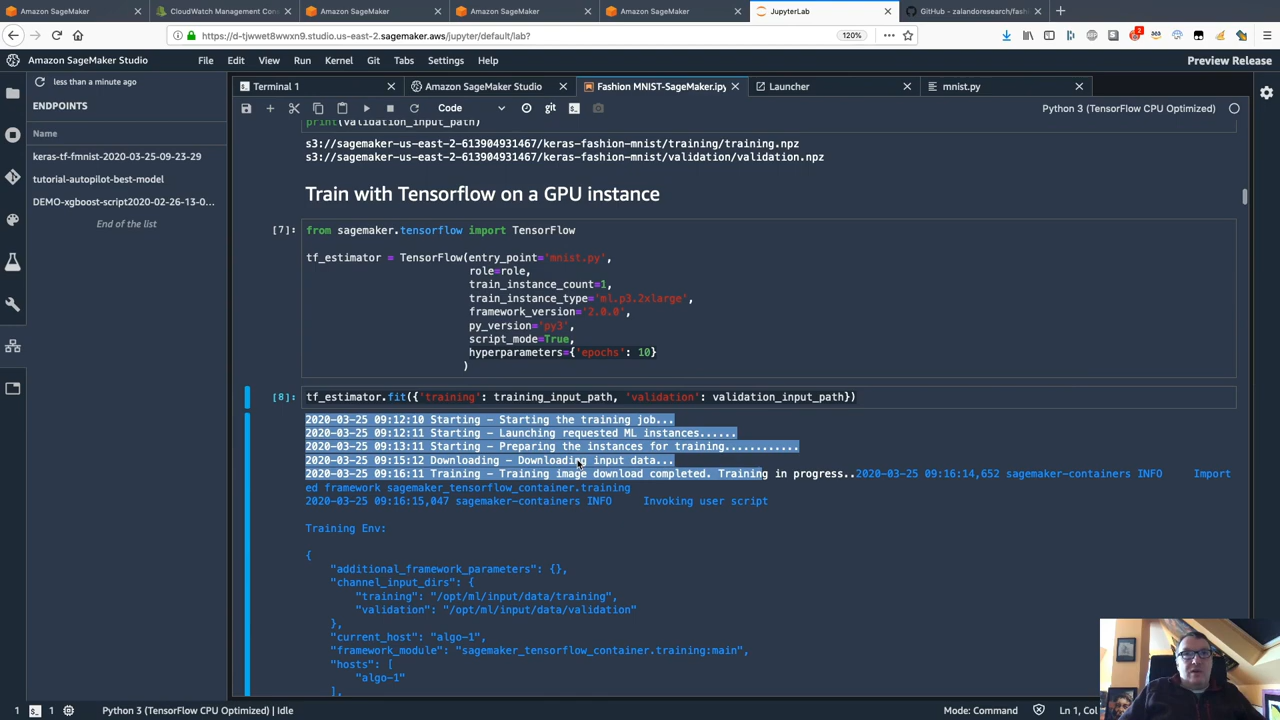 Amazon SageMaker
CloudWatch Management Con
Amazon SageMaker
Amazon SageMaker
Amazon SageMaker
JupyterLab
GitHub - zalandoresearch/fashi
https://d-tjwwet8wwxn9.studio.us-east-2.sagemaker.aws/jupyter/default/lab?
120%
2
Amazon SageMaker Studio
File Edit View Run Kernel Git Tabs Settings Help
Preview Release
less than a minute ago
ENDPOINTS
Name
keras-tf-fmnist-2020-03-25-09-23-29
tutorial-autopilot-best-model
DEMO-xgboost-script2020-02-26-13-0...
End of the list
Terminal 1
Amazon SageMaker Studio
Fashion MNIST-SageMaker.ipy
Launcher
mnist.py
Code
git
Python 3 (TensorFlow CPU Optimized)
print(validation_input_path)
s3://sagemaker-us-east-2-613904931467/keras-fashion-mnist/training/training.npz
s3://sagemaker-us-east-2-613904931467/keras-fashion-mnist/validation/validation.npz
Train with Tensorflow on a GPU instance
[7]: from sagemaker.tensorflow import TensorFlow
tf_estimator = TensorFlow(entry_point='mnist.py',
role=role,
train_instance_count=1,
train_instance_type='ml.p3.2xlarge',
framework_version='2.0.0',
py_version='py3',
script_mode=True,
hyperparameters={'epochs': 10}
)
[8]: tf_estimator.fit({'training': training_input_path, 'validation': validation_input_path})
2020-03-25 09:12:10 Starting - Starting the training job...
2020-03-25 09:12:11 Starting - Launching requested ML instances......
2020-03-25 09:13:11 Starting - Preparing the instances for training............
2020-03-25 09:15:12 Downloading - Downloading input data...
2020-03-25 09:16:11 Training - Training image download completed. Training in progress..2020-03-25 09:16:14,652 sagemaker-containers INFO     Import
ed framework sagemaker_tensorflow_container.training
2020-03-25 09:16:15,047 sagemaker-containers INFO     Invoking user script
Training Env:
{
"additional_framework_parameters": {},
"channel_input_dirs": {
"training": "/opt/ml/input/data/training",
"validation": "/opt/ml/input/data/validation"
},
"current_host": "algo-1",
"framework_module": "sagemaker_tensorflow_container.training:main",
"hosts": [
"algo-1"
],
1
1
Python 3 (TensorFlow CPU Optimized) | Idle
Mode: Command
Ln 1, Col